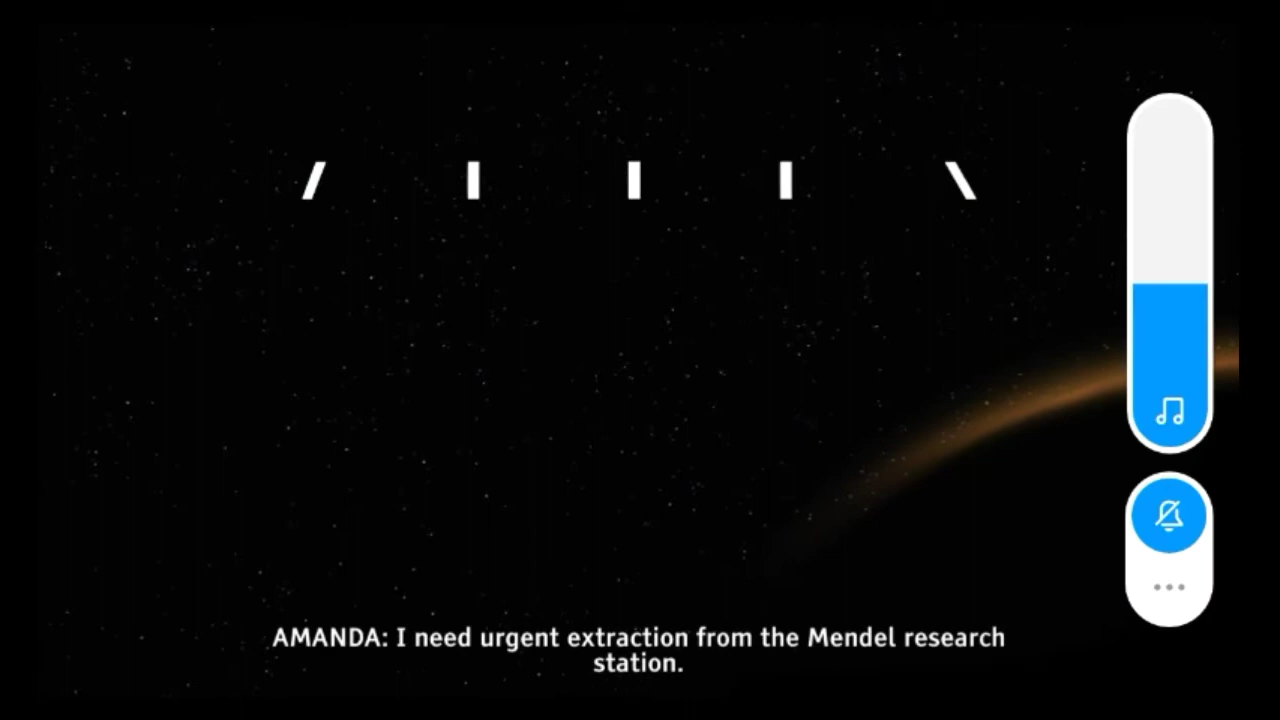 AMANDA: I need urgent extraction from the Mendel research
station.